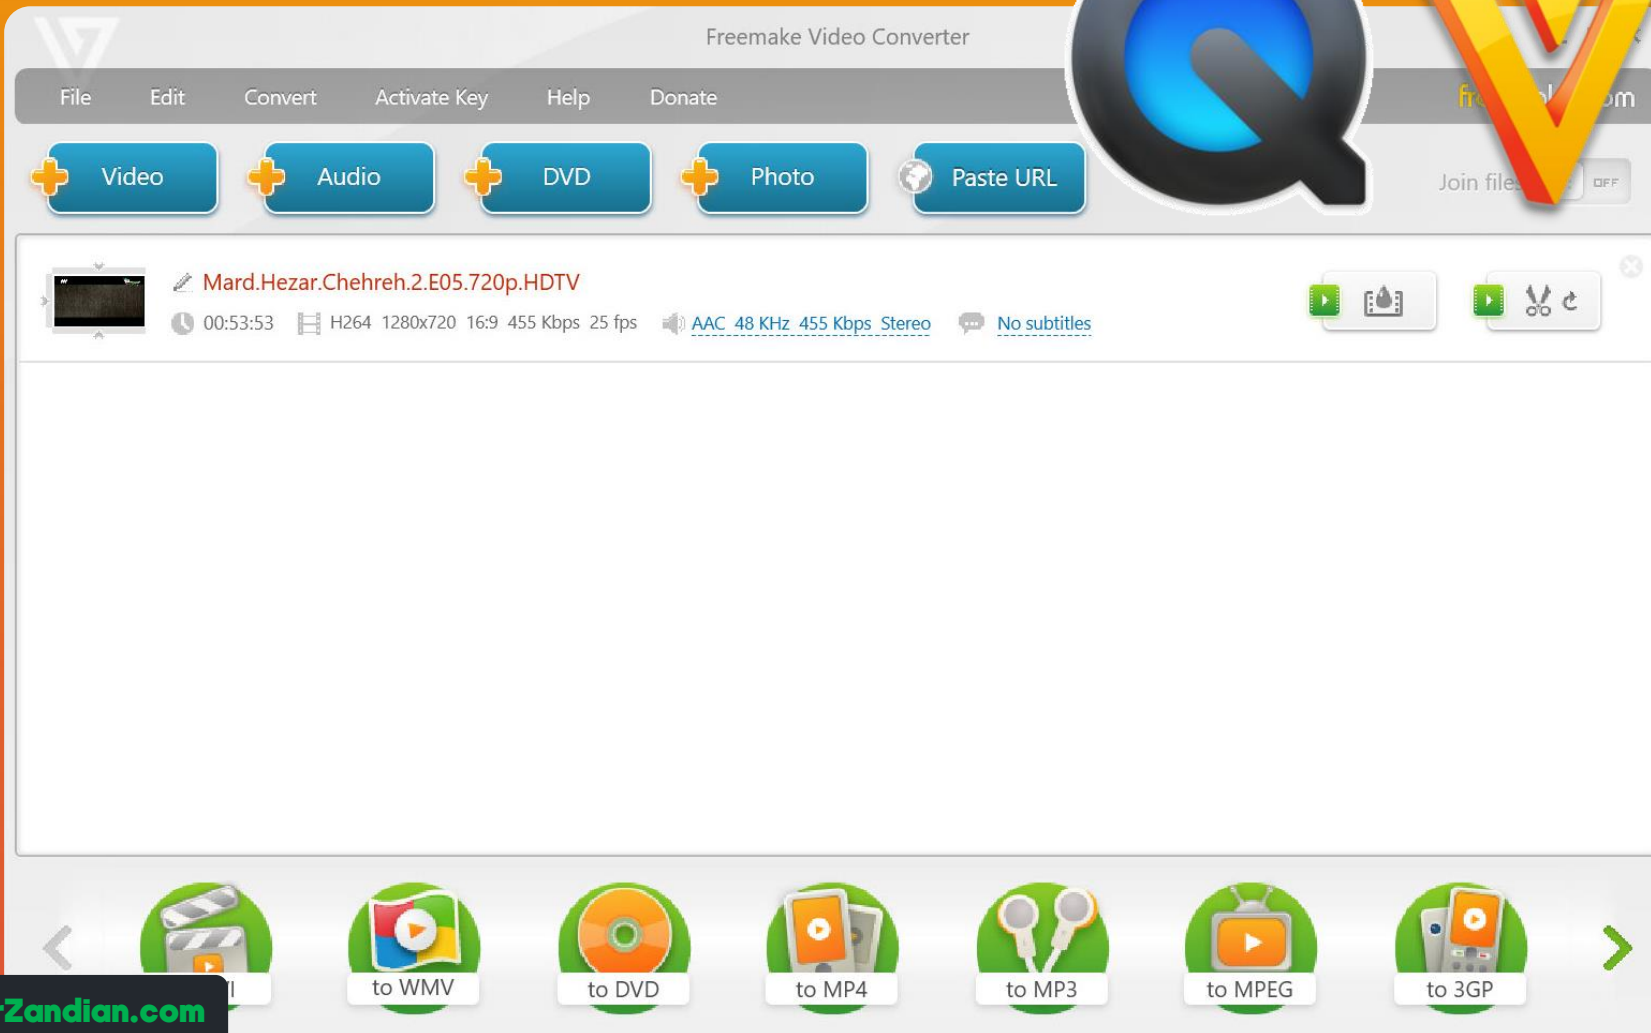 Freemake Video Converter
File Edit Convert Activate Key Help Donate
Video Audio DVD Photo Paste URL
Join files OFF
Mard.Hezar.Chehreh.2.E05.720p.HDTV
00:53:53 H264 1280x720 16:9 455 Kbps 25 fps AAC 48 KHz 455 Kbps Stereo No subtitles
to WMV to DVD to MP4 to MP3 to MPEG to 3GP
Zandian.com